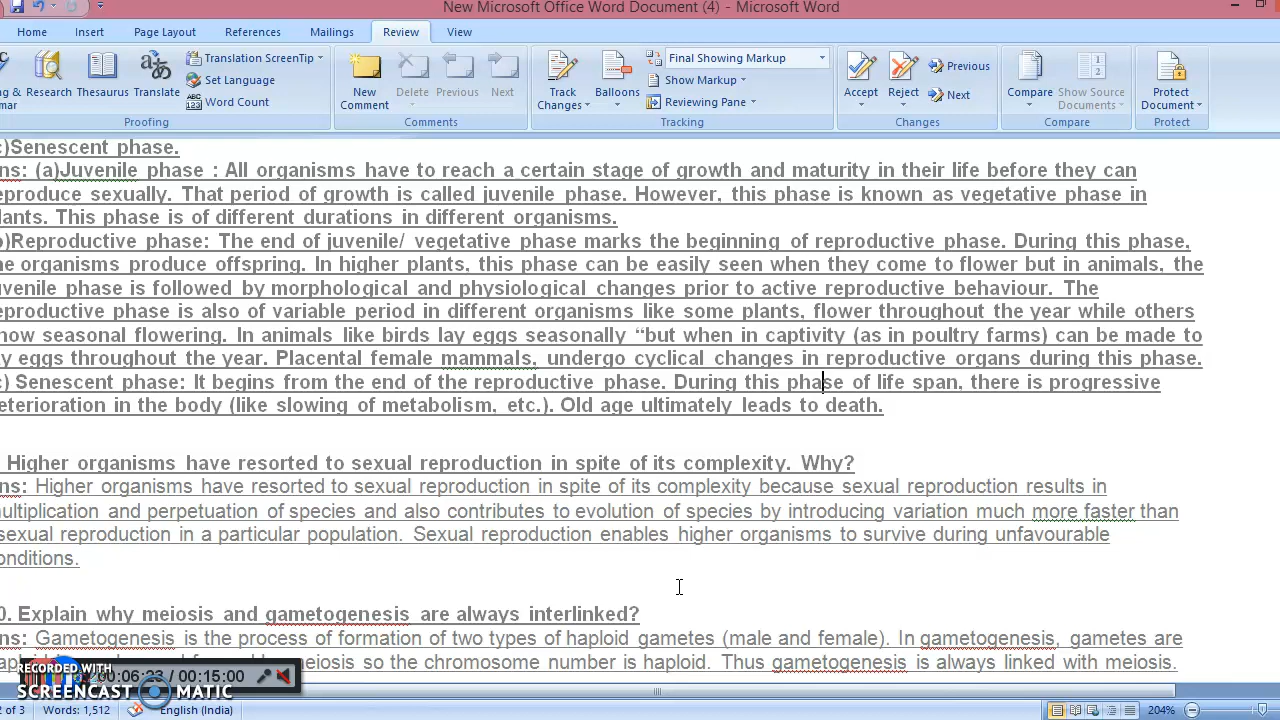 New Microsoft Office Word Document (4) - Microsoft Word
Home Insert Page Layout References Mailings Review View
Research Thesaurus Translate
Translation ScreenTip
Set Language
ABC 123 Word Count
New Comment Delete Previous Next
Track Changes Balloons
Final Showing Markup
Show Markup
Reviewing Pane
Accept Reject Previous
Next
Compare Show Source Documents
Protect Document
Proofing Comments Tracking Changes Compare Protect
)Senescent phase.
ns: (a)Juvenile phase : All organisms have to reach a certain stage of growth and maturity in their life before they can
eproduce sexually. That period of growth is called juvenile phase. However, this phase is known as vegetative phase in
lants. This phase is of different durations in different organisms.
)Reproductive phase: The end of juvenile/ vegetative phase marks the beginning of reproductive phase. During this phase,
he organisms produce offspring. In higher plants, this phase can be easily seen when they come to flower but in animals, the
uvenile phase is followed by morphological and physiological changes prior to active reproductive behaviour. The
eproductive phase is also of variable period in different organisms like some plants, flower throughout the year while others
how seasonal flowering. In animals like birds lay eggs seasonally “but when in captivity (as in poultry farms) can be made to
y eggs throughout the year. Placental female mammals, undergo cyclical changes in reproductive organs during this phase.
) Senescent phase: It begins from the end of the reproductive phase. During this phase of life span, there is progressive
eterioration in the body (like slowing of metabolism, etc.). Old age ultimately leads to death.
Higher organisms have resorted to sexual reproduction in spite of its complexity. Why?
ns: Higher organisms have resorted to sexual reproduction in spite of its complexity because sexual reproduction results in
ultiplication and perpetuation of species and also contributes to evolution of species by introducing variation much more faster than
sexual reproduction in a particular population. Sexual reproduction enables higher organisms to survive during unfavourable
onditions.
0. Explain why meiosis and gametogenesis are always interlinked?
ns: Gametogenesis is the process of formation of two types of haploid gametes (male and female). In gametogenesis, gametes are
meiosis so the chromosome number is haploid. Thus gametogenesis is always linked with meiosis.
RECORDED WITH
SCREENCAST MATIC
/ 00:15:00
2 of 3 Words: 1,512 English (India) 204%